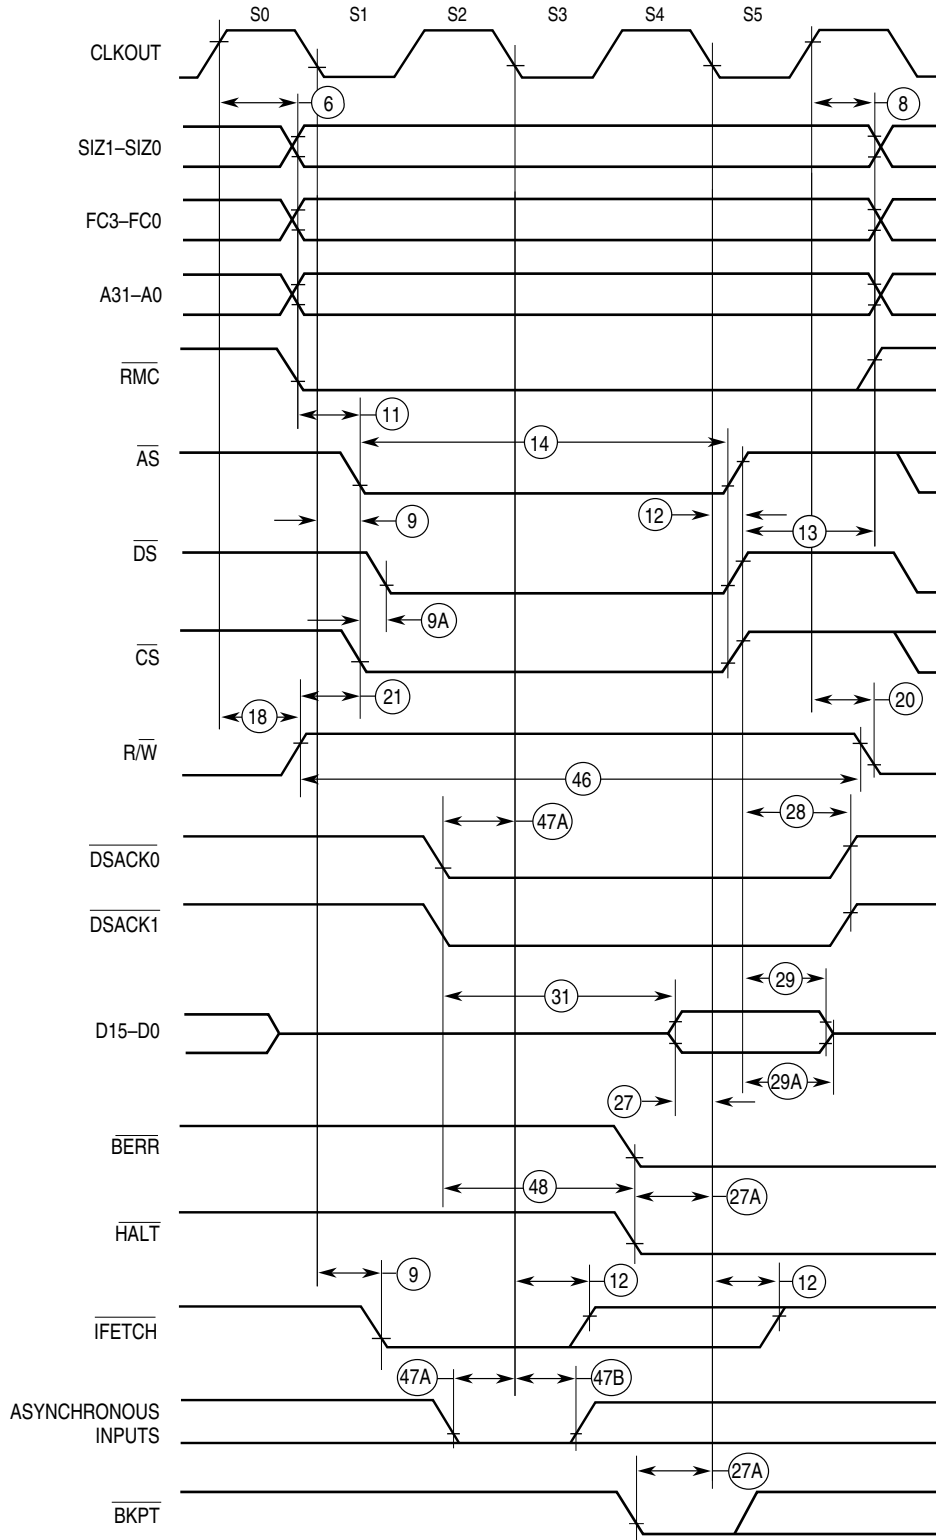 S0 S1 S2 S3 S4 S5
CLKOUT
6 8
SIZ1–SIZ0
FC3–FC0
A31–A0
RMC
11
14
AS
9 12 13
DS
9A
CS
21 20
18
R/W
46
47A 28
DSACK0
DSACK1
31 29
D15–D0
29A
27
BERR
48 27A
HALT
9 12 12
IFETCH
47A 47B
ASYNCHRONOUS
INPUTS
27A
BKPT